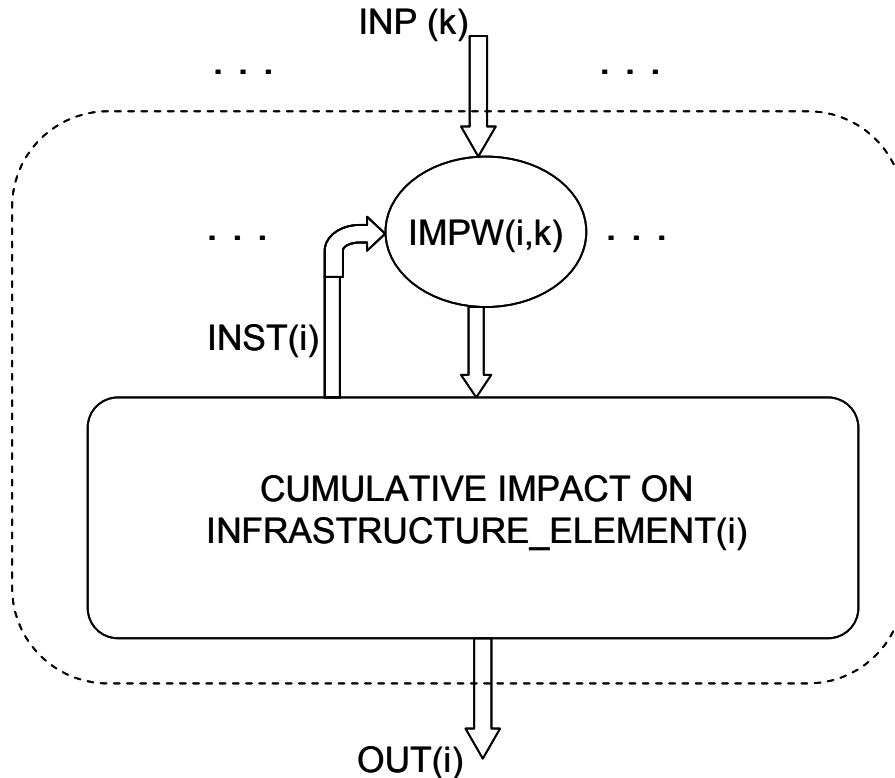 INP (k)
. . . . . .
. . . IMPW(i,k) . . .
INST(i)
CUMULATIVE IMPACT ON
INFRASTRUCTURE_ELEMENT(i)
OUT(i)